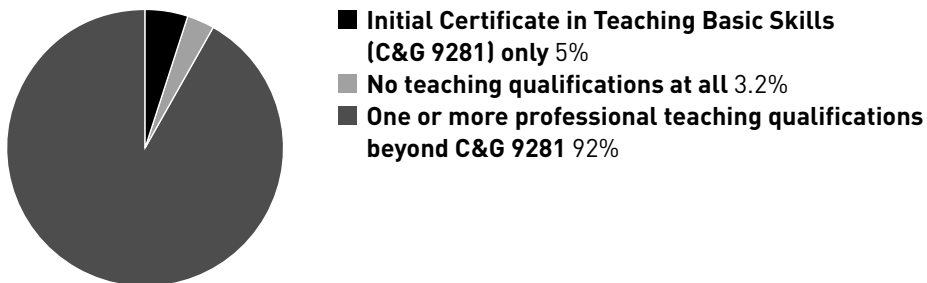 Initial Certificate in Teaching Basic Skills
(C&G 9281) only 5%
No teaching qualifications at all 3.2%
One or more professional teaching qualifications
beyond C&G 9281 92%